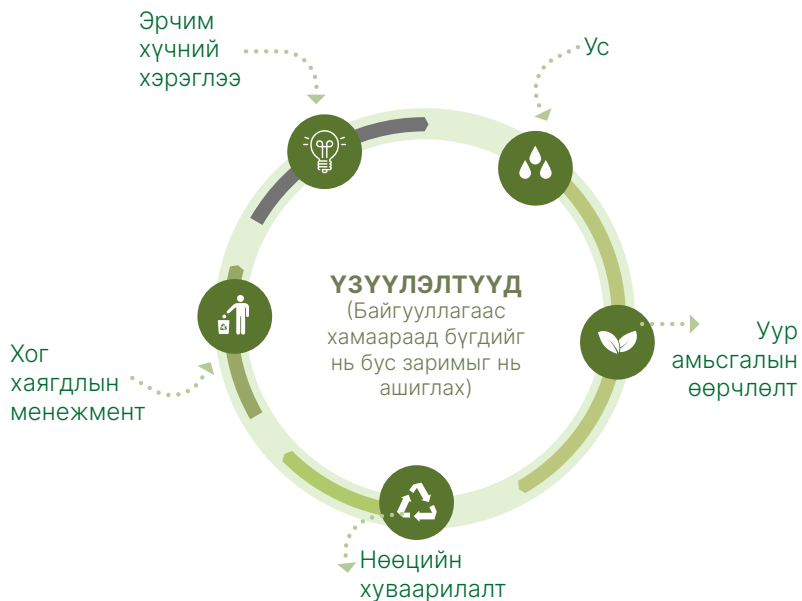 Эрчим
хүчний
хэрэглээ
Ус
ҮЗҮҮЛЭЛТҮҮД
(Байгууллагаас
хамаараад бүгдийг
нь бус заримыг нь
ашиглах)
Уур
амьсгалын
өөрчлөлт
Хог
хаягдлын
менежмент
Нөөцийн
хуваарилалт